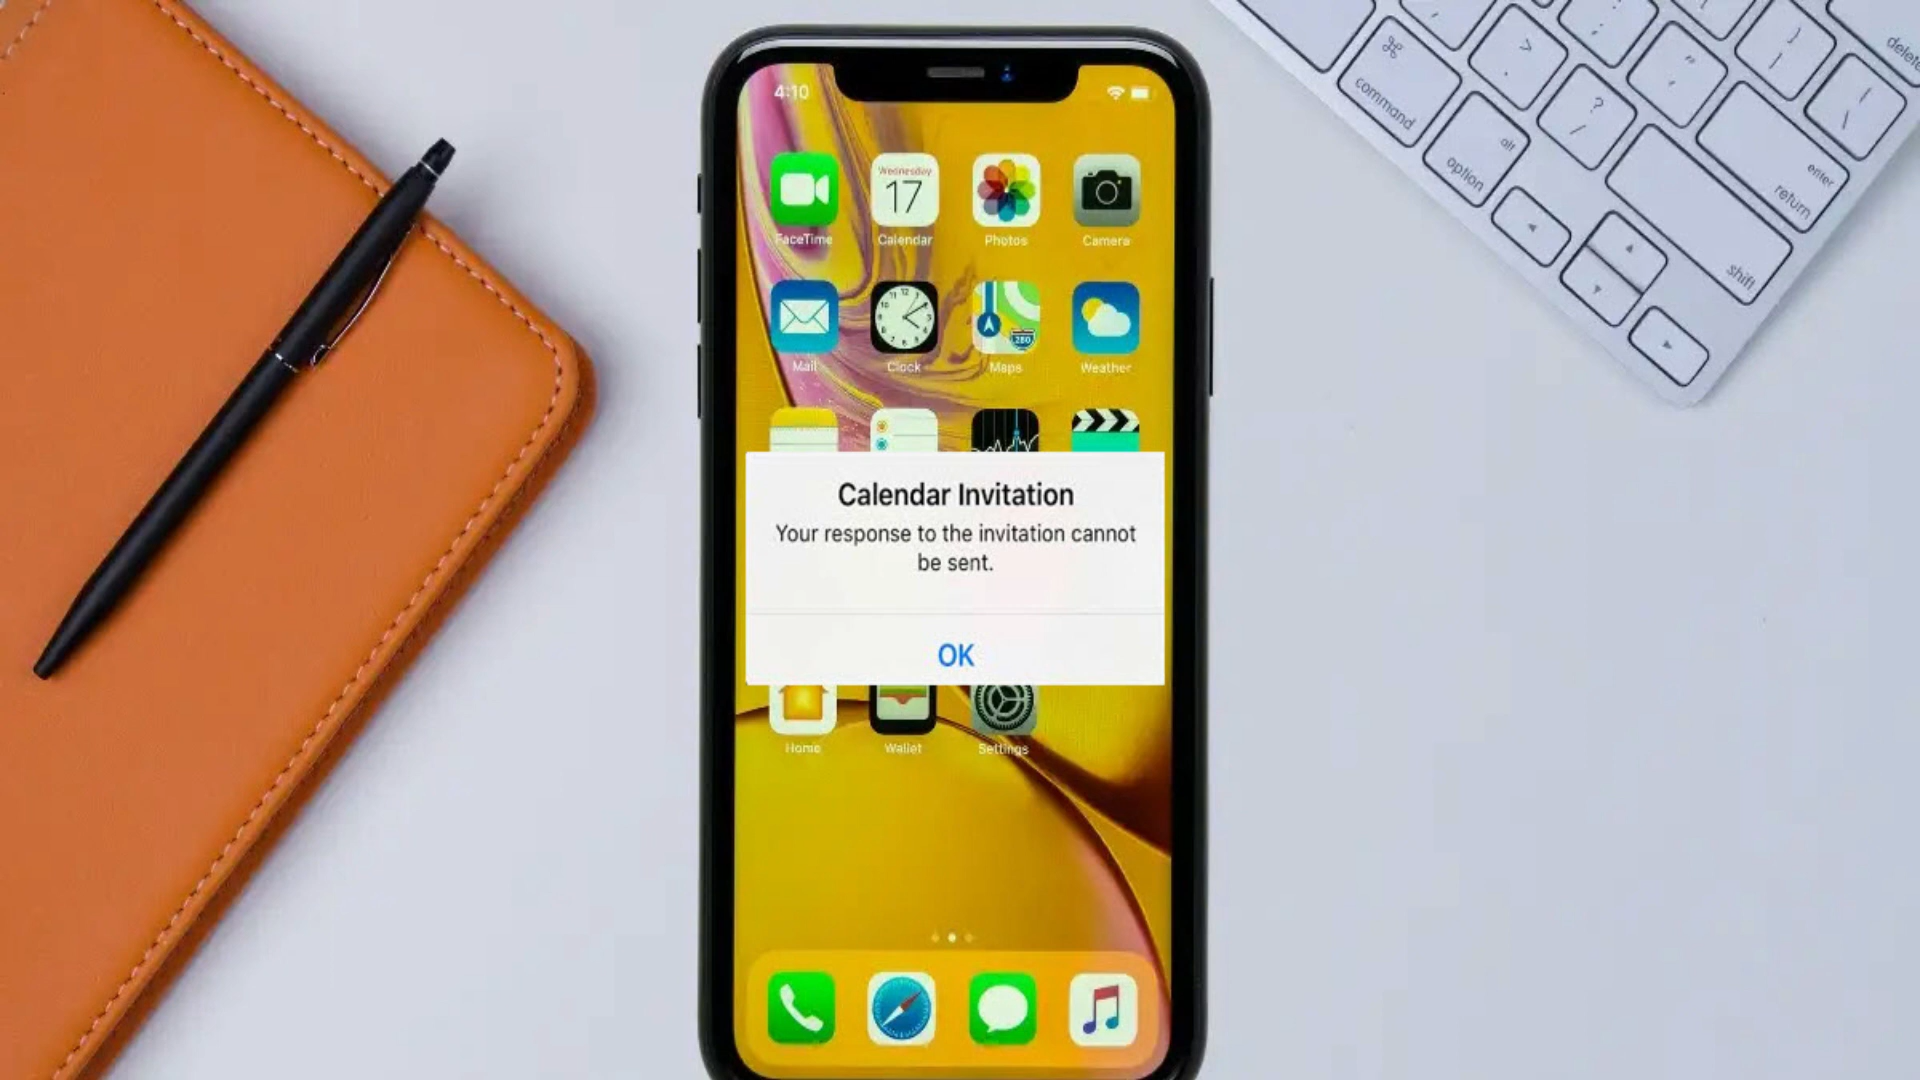 4:10
Wednesday
17
FaceTime
Calendar
Photos
Camera
280
Mail
Clock
Maps
Weather
Calendar Invitation
Your response to the invitation cannot
be sent.
OK
Home
Wallet
Settings
⌘
command
alt
option
>
.
?
/
"
'
}
]
|
\
delete
enter
return
shift